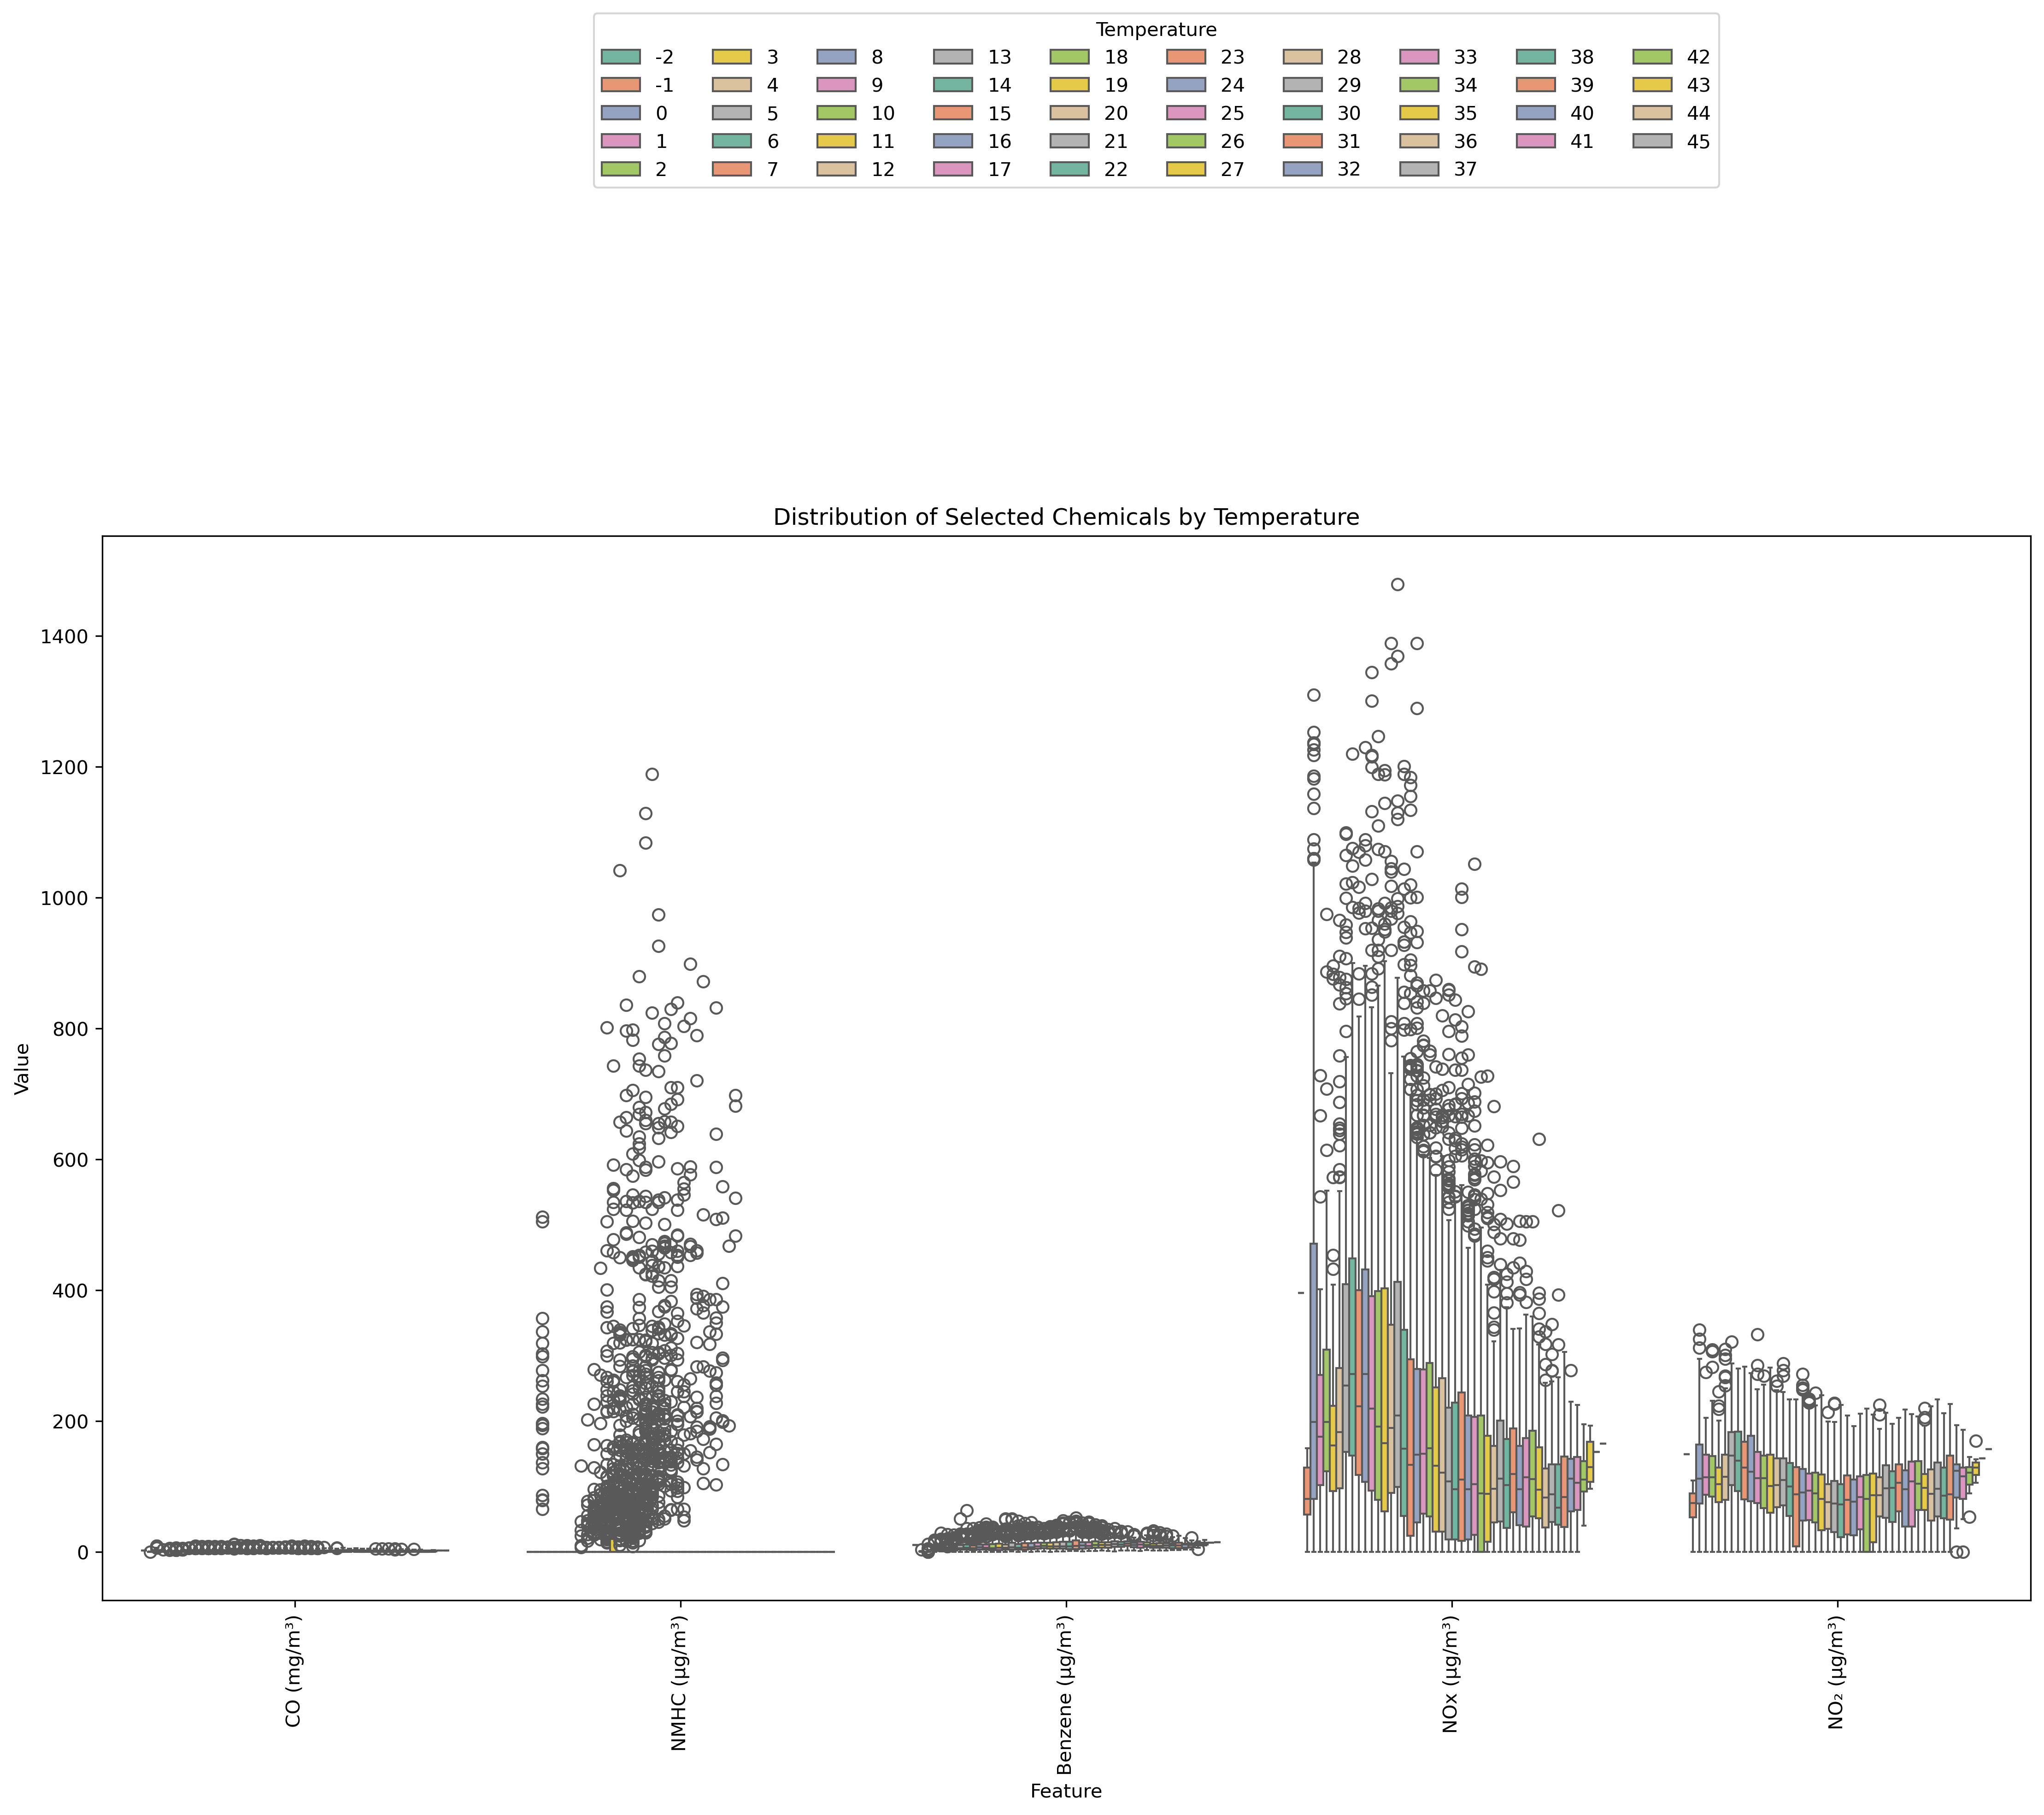 Temperature
-2 3 8 13 18 23 28 33 38 42
-1 4 9 14 19 24 29 34 39 43
0 5 10 15 20 25 30 35 40 44
1 6 11 16 21 26 31 36 41 45
2 7 12 17 22 27 32 37
Distribution of Selected Chemicals by Temperature
1400
1200
1000
800
600
400
200
0
Value
CO (mg/m³)
NMHC (µg/m³)
Benzene (µg/m³)
NOx (µg/m³)
NO₂ (µg/m³)
Feature